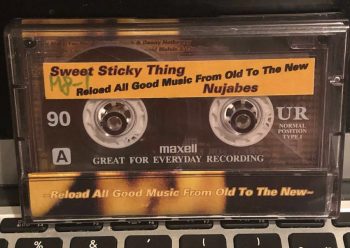 Sweet Sticky Thing
Reload All Good Music From Old To The New
Nujabes
90
UR
NORMAL
POSITION
TYPE I
A
maxell
GREAT FOR EVERYDAY RECORDING
~Reload All Good Music From Old To The New~
%
&
(